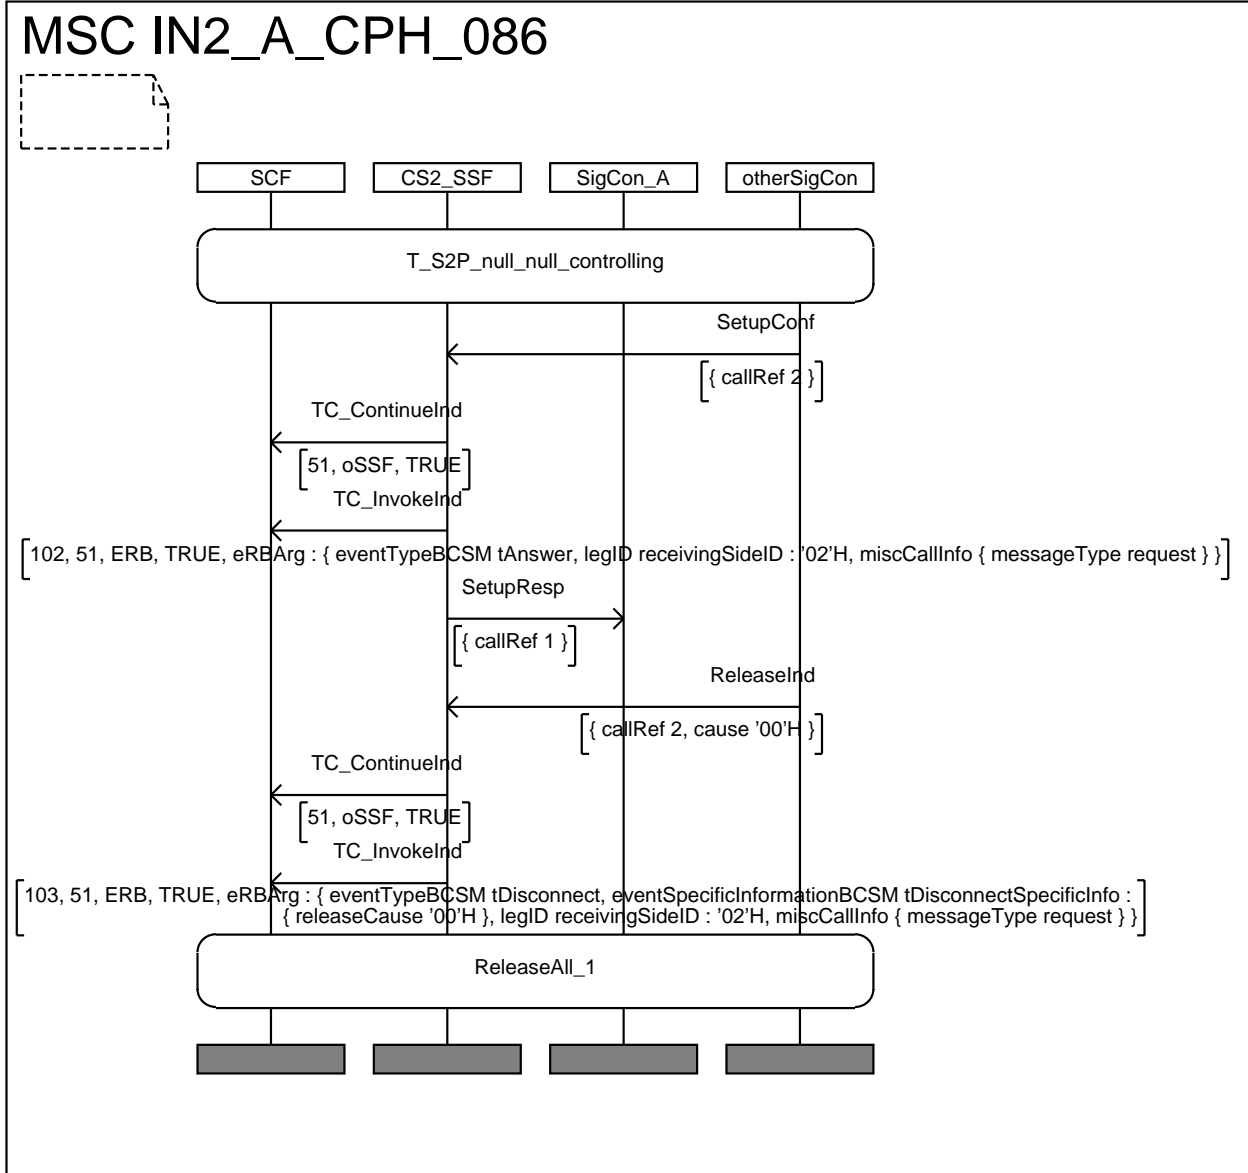 MSC IN2_A_CPH_086
SCF
CS2_SSF
SigCon_A
otherSigCon
T_S2P_null_null_controlling
SetupConf
{ callRef 2 }
TC_ContinueInd
51, oSSF, TRUE
TC_InvokeInd
102, 51, ERB, TRUE, eRBArg : { eventTypeBCSM tAnswer, legID receivingSideID : '02'H, miscCallInfo { messageType request } }
SetupResp
{ callRef 1 }
ReleaseInd
{ callRef 2, cause '00'H }
TC_ContinueInd
51, oSSF, TRUE
TC_InvokeInd
103, 51, ERB, TRUE, eRBArg : { eventTypeBCSM tDisconnect, eventSpecificInformationBCSM tDisconnectSpecificInfo :
{ releaseCause '00'H }, legID receivingSideID : '02'H, miscCallInfo { messageType request } }
ReleaseAll_1